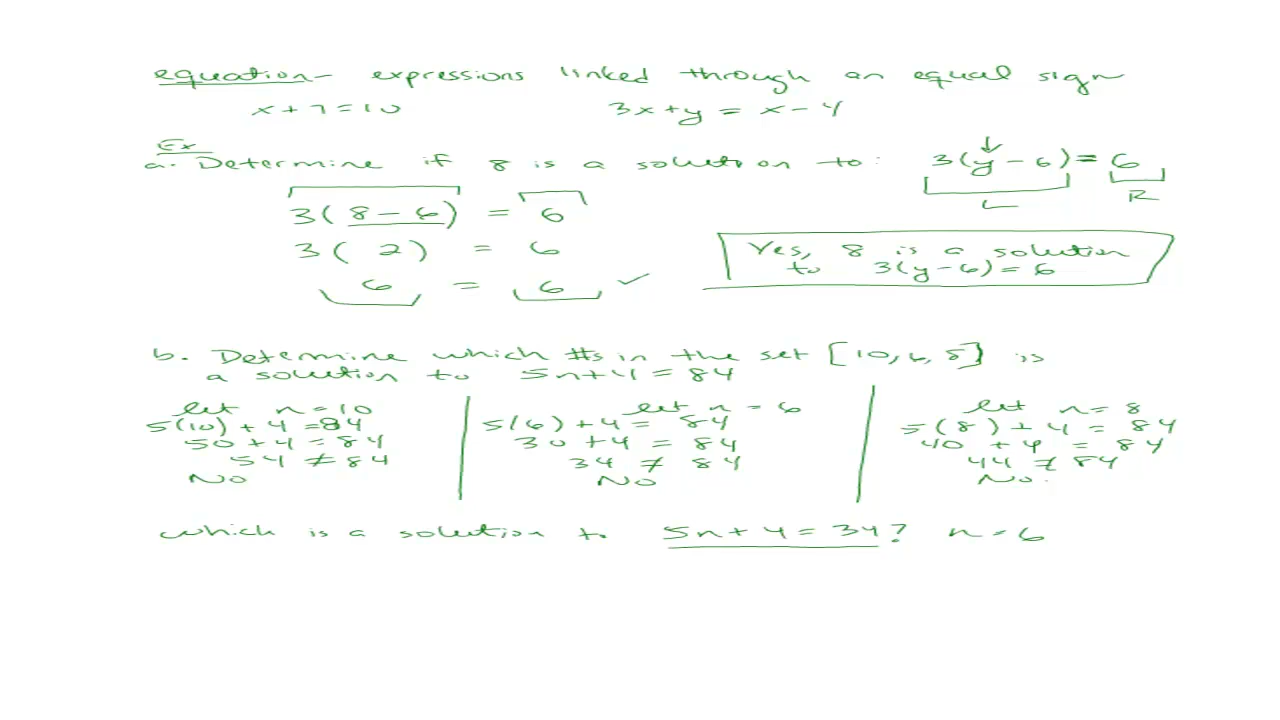 equation - expressions linked through an equal sign
x + 7 = 10 3x + y = x - 4
Ex
a. Determine if 8 is a solution to: 3(y - 6) = 6
L R
3(8 - 6) = 6
3(2) = 6
6 = 6 ✓
Yes, 8 is a solution
to 3(y - 6) = 6
b. Determine which #s in the set [10, 6, 8] is
a solution to 5n + 4 = 84
let n = 10
5(10) + 4 = 84
50 + 4 = 84
54 ≠ 84
No
let n = 6
5(6) + 4 = 84
30 + 4 = 84
34 ≠ 84
No
let n = 8
5(8) + 4 = 84
40 + 4 = 84
44 ≠ 84
No.
which is a solution to 5n + 4 = 34? n = 6